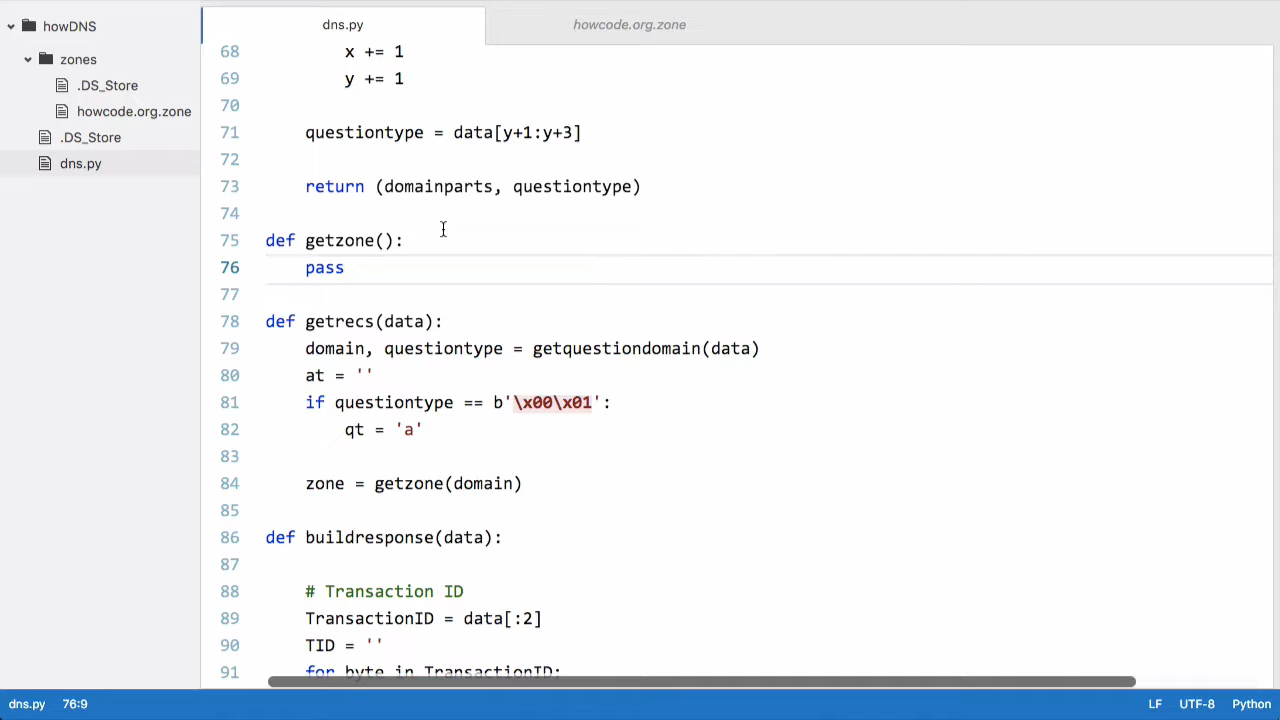 howDNS
zones
.DS_Store
howcode.org.zone
.DS_Store
dns.py
dns.py
howcode.org.zone
68 x += 1
69 y += 1
70
71 questiontype = data[y+1:y+3]
72
73 return (domainparts, questiontype)
74
75 def getzone():
76 pass
77
78 def getrecs(data):
79 domain, questiontype = getquestiondomain(data)
80 at = ''
81 if questiontype == b'\x00\x01':
82 qt = 'a'
83
84 zone = getzone(domain)
85
86 def buildresponse(data):
87
88 # Transaction ID
89 TransactionID = data[:2]
90 TID = ''
91 for byte in TransactionID:
dns.py 76:9 LF UTF-8 Python